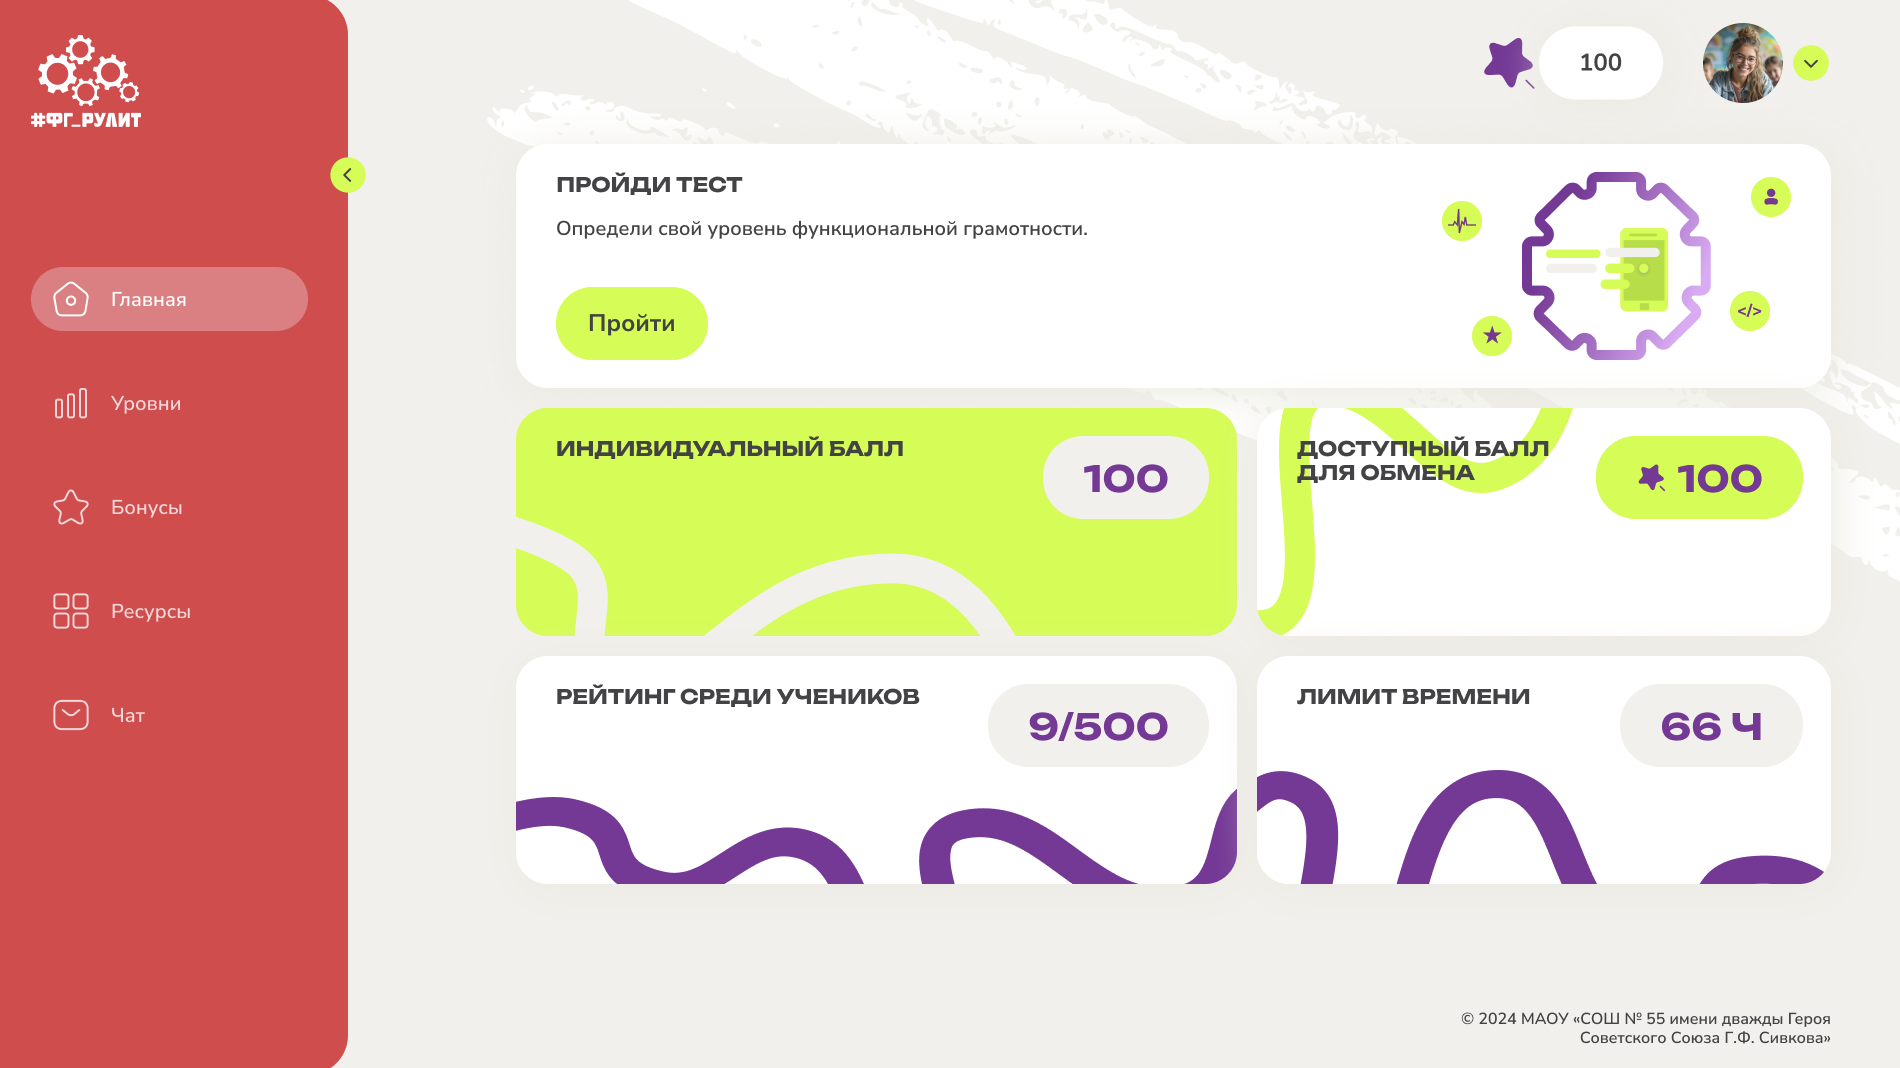 #ФГ_РУЛИТ
100
Главная
Уровни
Бонусы
Ресурсы
Чат
ПРОЙДИ ТЕСТ
Определи свой уровень функциональной грамотности.
Пройти
</>
ИНДИВИДУАЛЬНЫЙ БАЛЛ
100
ДОСТУПНЫЙ БАЛЛ
ДЛЯ ОБМЕНА
100
РЕЙТИНГ СРЕДИ УЧЕНИКОВ
9/500
ЛИМИТ ВРЕМЕНИ
66 Ч
© 2024 МАОУ «СОШ № 55 имени дважды Героя
Советского Союза Г.Ф. Сивкова»